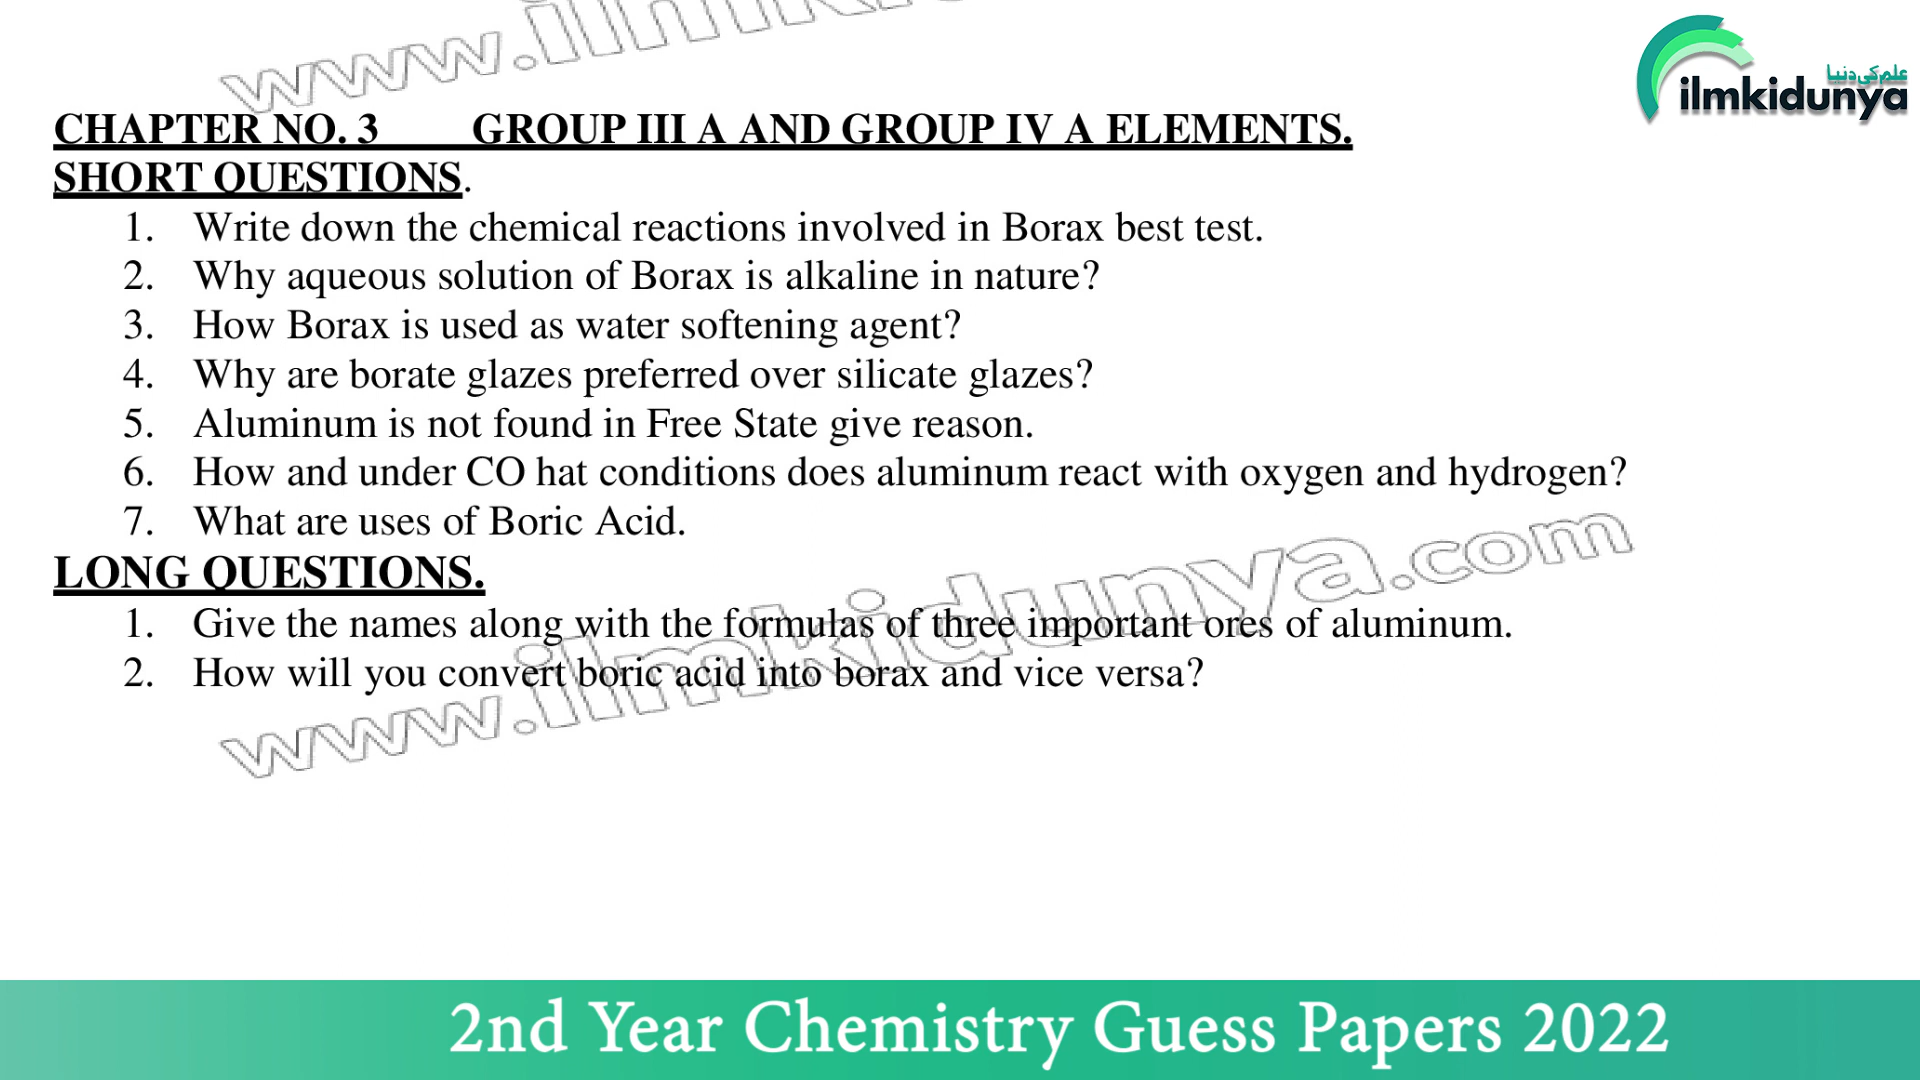 www.ilmki
علم کی دنیا
ilmkidunya
CHAPTER NO. 3 GROUP III A AND GROUP IV A ELEMENTS.
SHORT QUESTIONS.
1. Write down the chemical reactions involved in Borax best test.
2. Why aqueous solution of Borax is alkaline in nature?
3. How Borax is used as water softening agent?
4. Why are borate glazes preferred over silicate glazes?
5. Aluminum is not found in Free State give reason.
6. How and under CO hat conditions does aluminum react with oxygen and hydrogen?
7. What are uses of Boric Acid.
LONG QUESTIONS.
1. Give the names along with the formulas of three important ores of aluminum.
2. How will you convert boric acid into borax and vice versa?
www.ilmkidunya.com
2nd Year Chemistry Guess Papers 2022